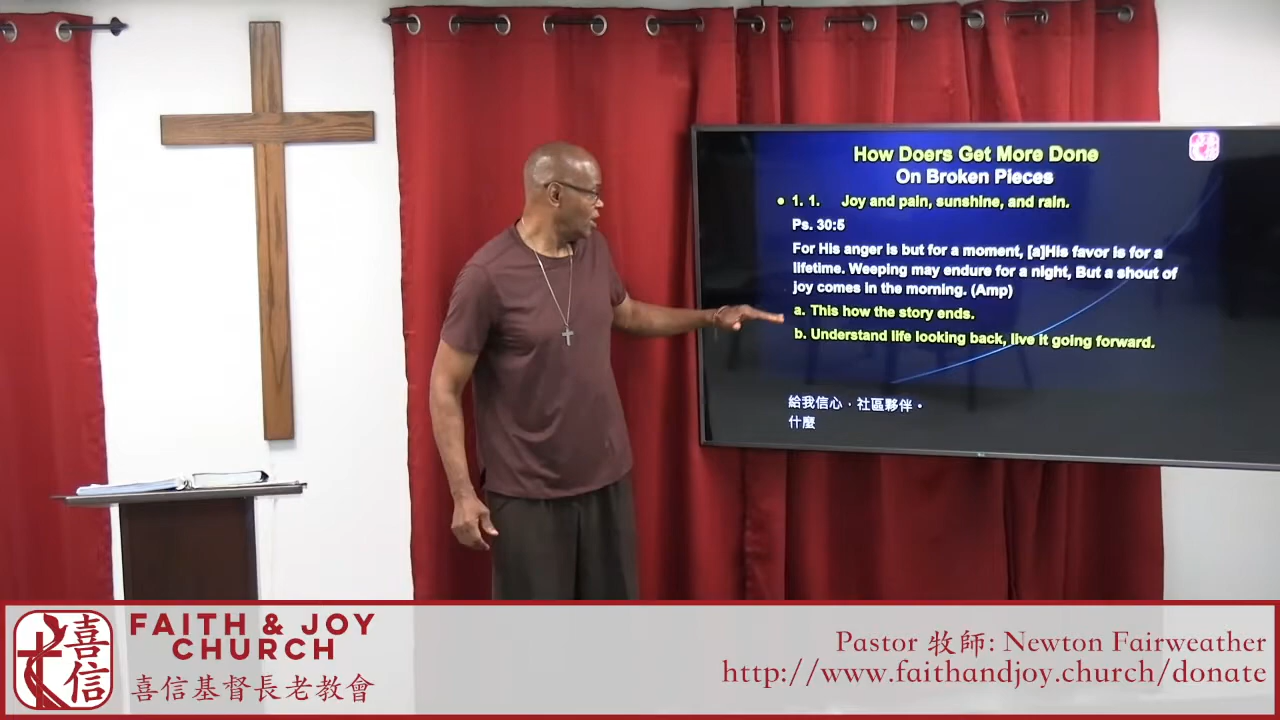 How Doers Get More Done
On Broken Pieces
• 1. 1. Joy and pain, sunshine, and rain.
Ps. 30:5
For His anger is but for a moment, [a]His favor is for a
lifetime. Weeping may endure for a night, But a shout of
joy comes in the morning. (Amp)
a. This how the story ends.
b. Understand life looking back, live it going forward.
給我信心．社區夥伴。
什麼
喜信
FAITH & JOY
CHURCH
喜信基督長老教會
Pastor 牧師: Newton Fairweather
http://www.faithandjoy.church/donate